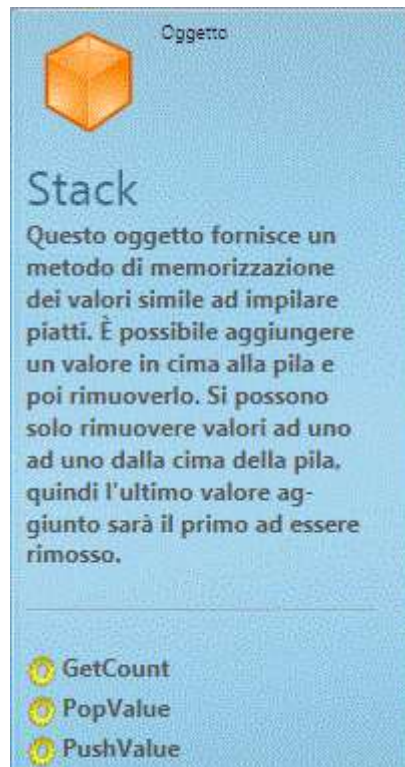 Oggetto
Stack
Questo oggetto fornisce un
metodo di memorizzazione
dei valori simile ad impilare
piatti. È possibile aggiungere
un valore in cima alla pila e
poi rimuoverlo. Si possono
solo rimuovere valori ad uno
ad uno dalla cima della pila,
quindi l'ultimo valore ag-
giunto sarà il primo ad essere
rimosso.
GetCount
PopValue
PushValue